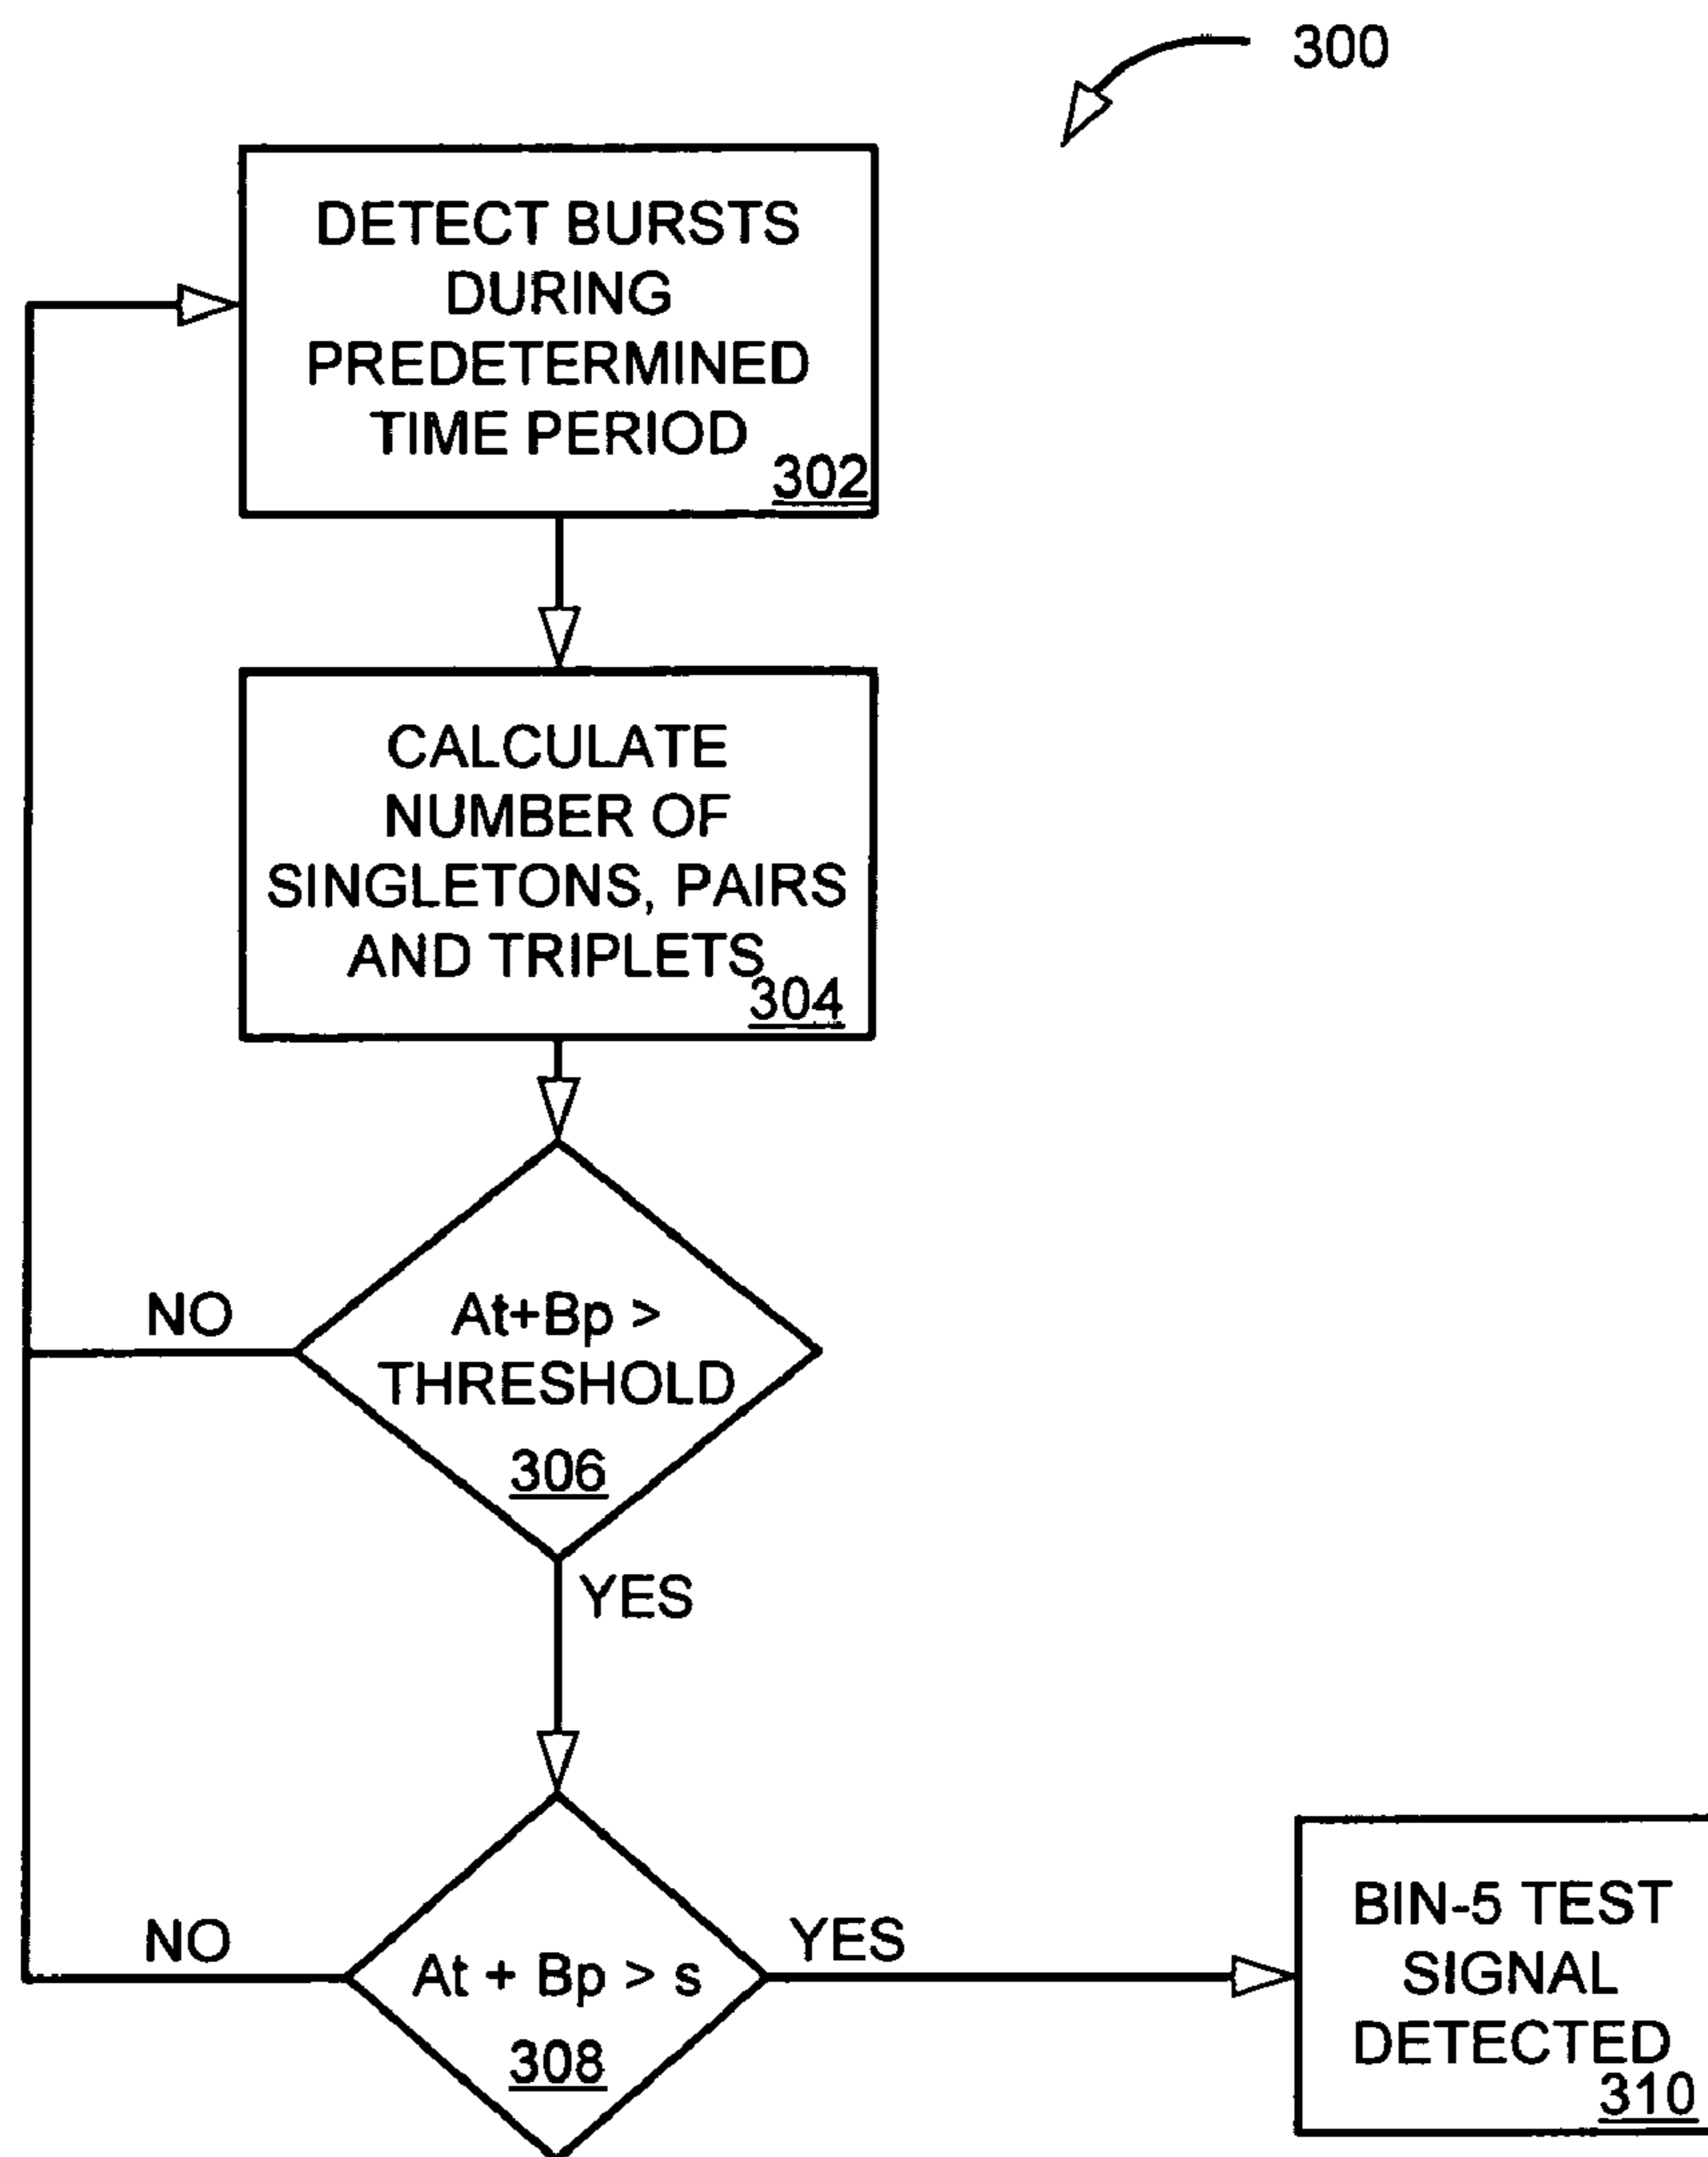 300
DETECT BURSTS
DURING
PREDETERMINED
TIME PERIOD
302
CALCULATE
NUMBER OF
SINGLETONS, PAIRS
AND TRIPLETS
304
NO
At+Bp >
THRESHOLD
306
YES
NO
At + Bp > s
308
YES
BIN-5 TEST
SIGNAL
DETECTED
310